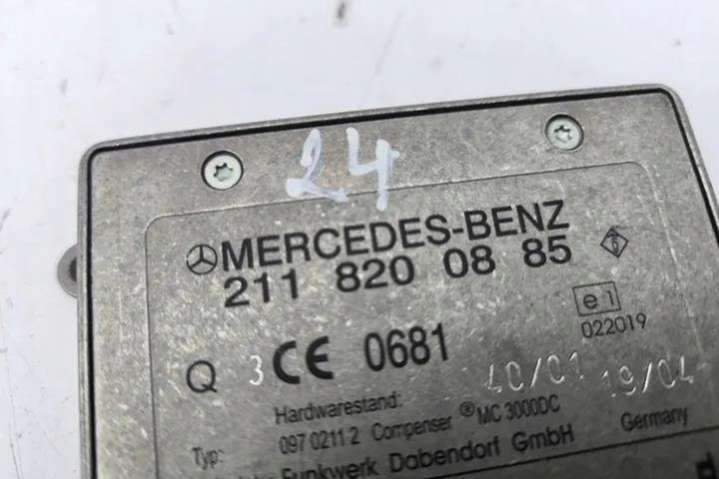 24
MERCEDES-BENZ
211 820 08 85
6
e1
022019
Q 3 CE 0681
40/01 19/04
Hardwarestand:
Typ: 097 0211-2 Compenser ® MC 3000DC
Funkwerk Dabendorf GmbH Germany